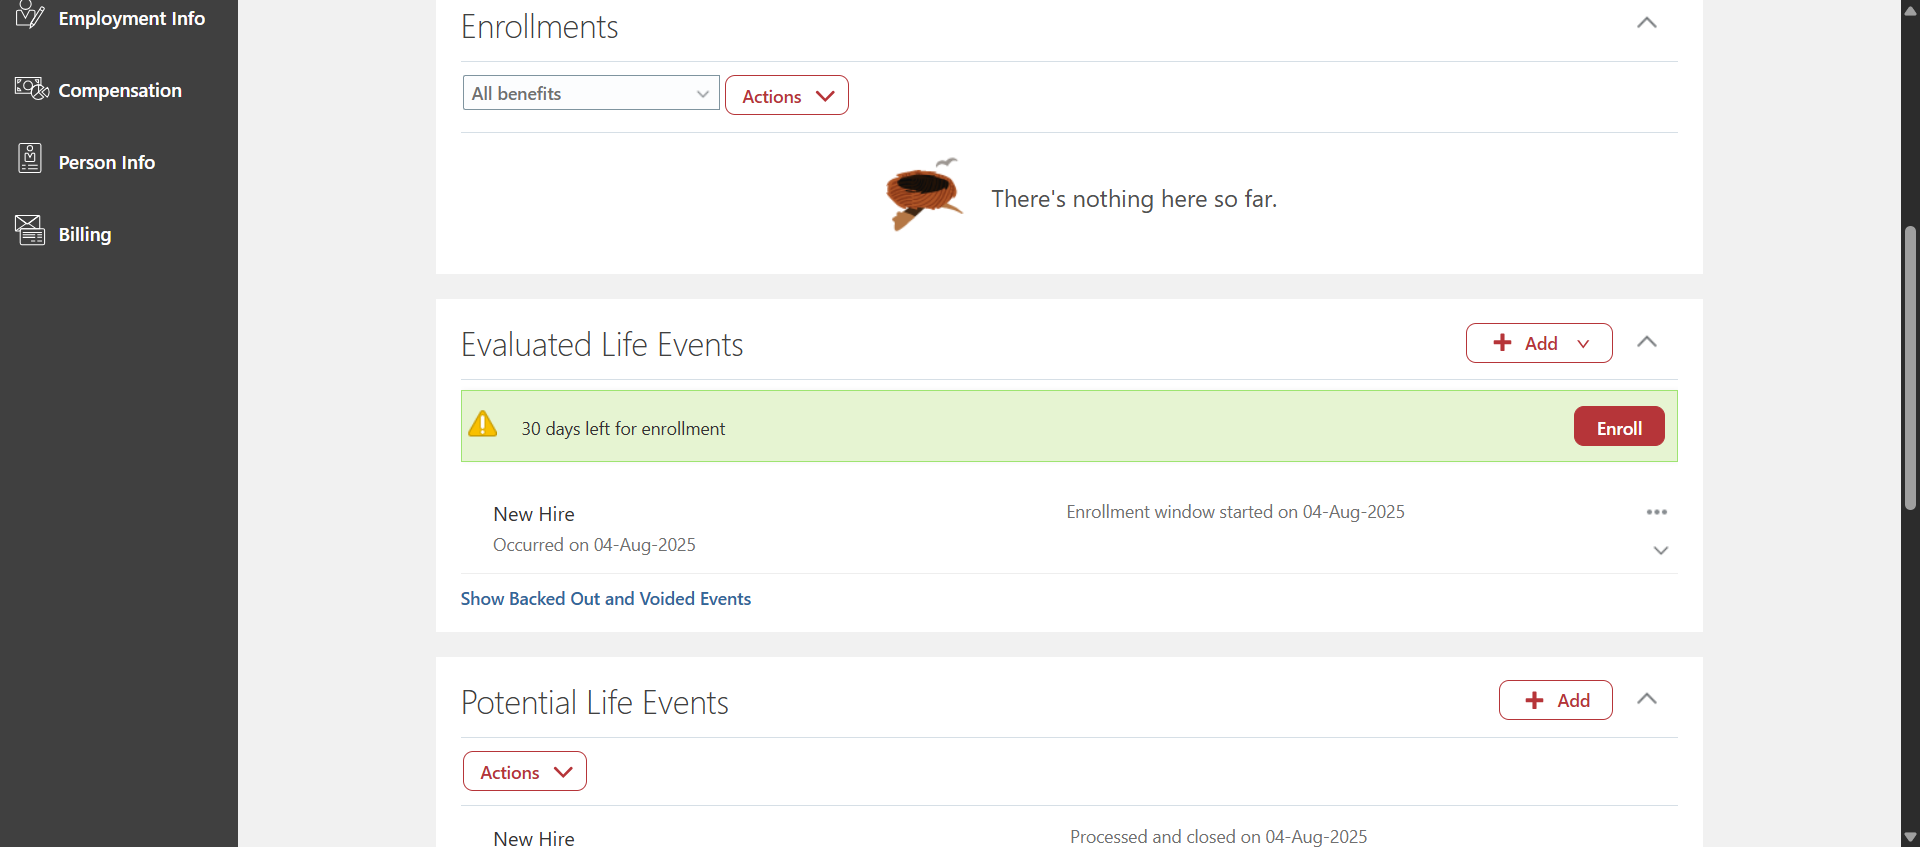 Employment Info
Compensation
Person Info
Billing
Enrollments
All benefits
Actions
There's nothing here so far.
Evaluated Life Events
Add
30 days left for enrollment
Enroll
New Hire
Enrollment window started on 04-Aug-2025
Occurred on 04-Aug-2025
Show Backed Out and Voided Events
Potential Life Events
Add
Actions
New Hire
Processed and closed on 04-Aug-2025